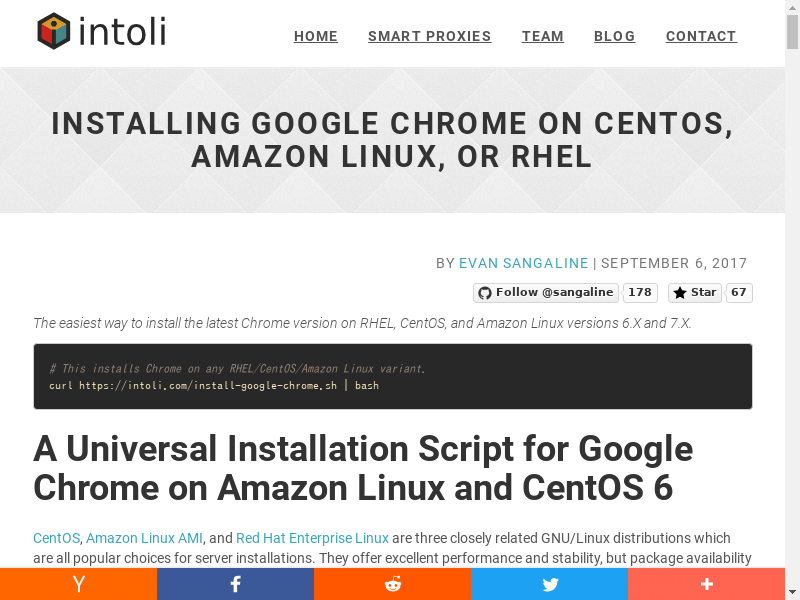 intoli
HOME SMART PROXIES TEAM BLOG CONTACT
INSTALLING GOOGLE CHROME ON CENTOS,
AMAZON LINUX, OR RHEL
BY EVAN SANGALINE | SEPTEMBER 6, 2017
Follow @sangaline 178 Star 67
The easiest way to install the latest Chrome version on RHEL, CentOS, and Amazon Linux versions 6.X and 7.X.
# This installs Chrome on any RHEL/CentOS/Amazon Linux variant.
curl https://intoli.com/install-google-chrome.sh | bash
A Universal Installation Script for Google
Chrome on Amazon Linux and CentOS 6
CentOS, Amazon Linux AMI, and Red Hat Enterprise Linux are three closely related GNU/Linux distributions which
are all popular choices for server installations. They offer excellent performance and stability, but package availability